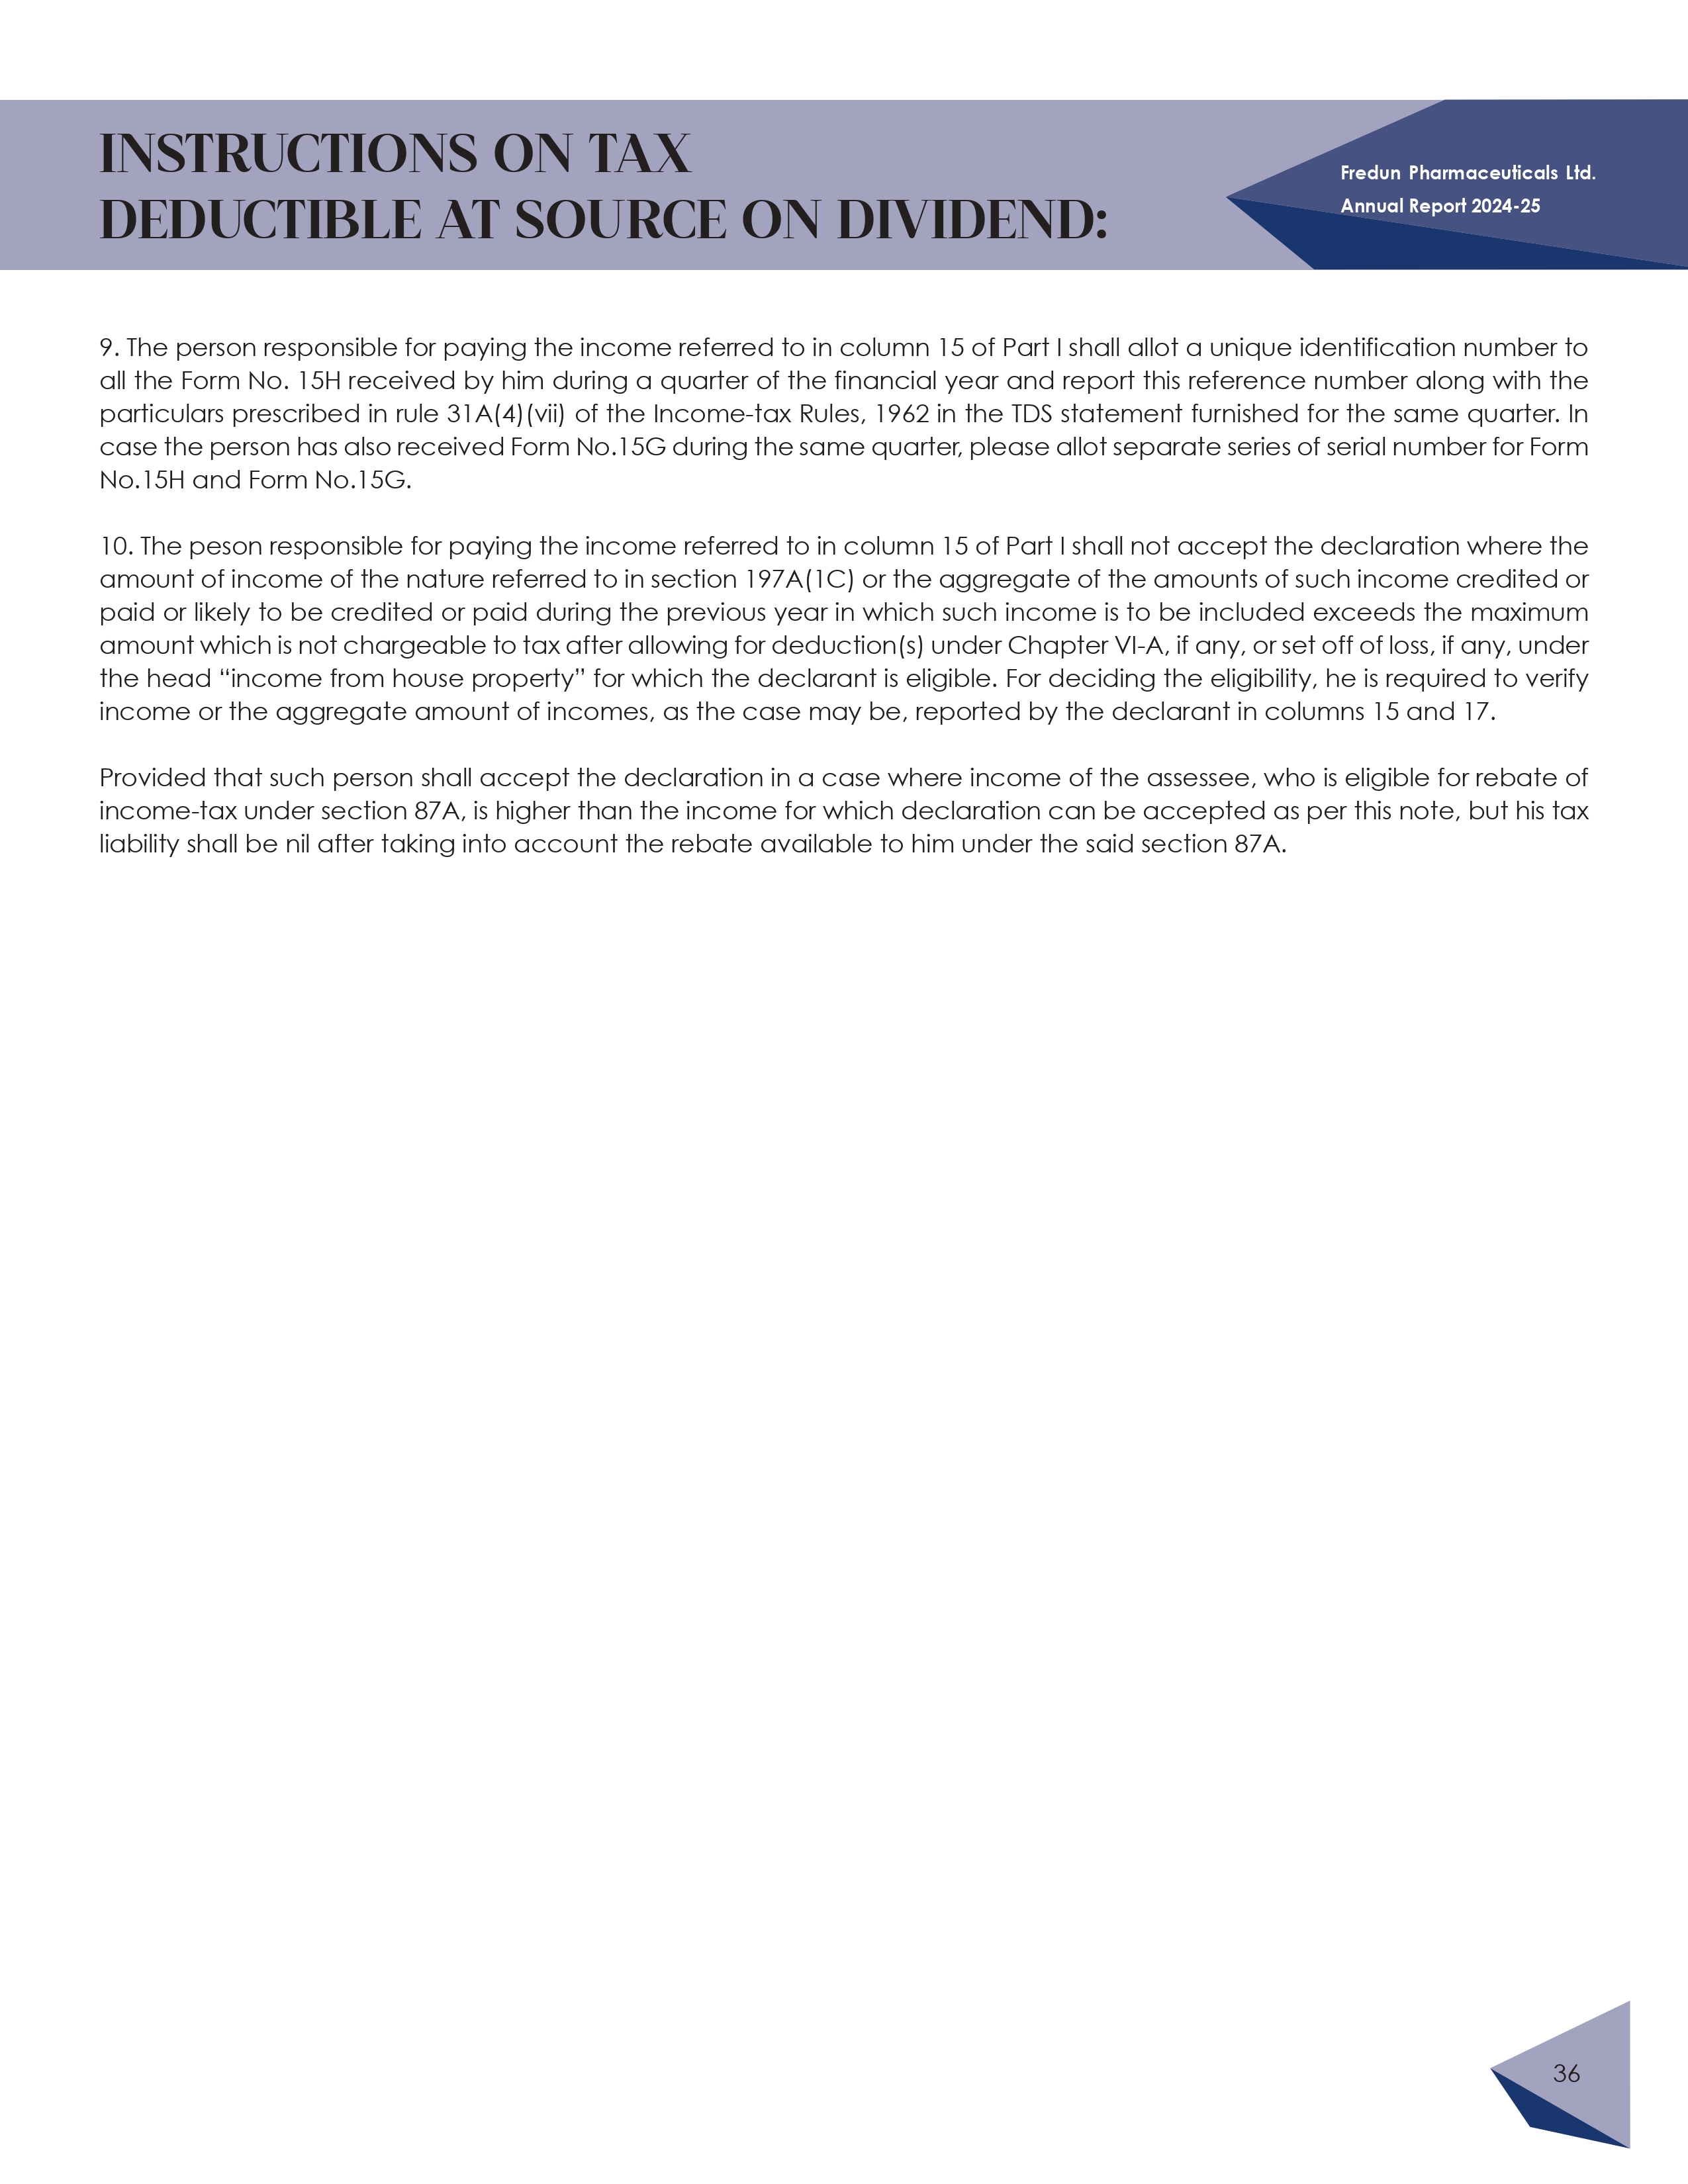 INSTRUCTIONS ON TAX
DEDUCTIBLE AT SOURCE ON DIVIDEND:
Fredun Pharmaceuticals Ltd.
Annual Report 2024-25
9. The person responsible for paying the income referred to in column 15 of Part I shall allot a unique identification number to
all the Form No. 15H received by him during a quarter of the financial year and report this reference number along with the
particulars prescribed in rule 31A(4)(vii) of the Income-tax Rules, 1962 in the TDS statement furnished for the same quarter. In
case the person has also received Form No.15G during the same quarter, please allot separate series of serial number for Form
No.15H and Form No.15G.
10. The peson responsible for paying the income referred to in column 15 of Part I shall not accept the declaration where the
amount of income of the nature referred to in section 197A(1C) or the aggregate of the amounts of such income credited or
paid or likely to be credited or paid during the previous year in which such income is to be included exceeds the maximum
amount which is not chargeable to tax after allowing for deduction(s) under Chapter VI-A, if any, or set off of loss, if any, under
the head “income from house property” for which the declarant is eligible. For deciding the eligibility, he is required to verify
income or the aggregate amount of incomes, as the case may be, reported by the declarant in columns 15 and 17.
Provided that such person shall accept the declaration in a case where income of the assessee, who is eligible for rebate of
income-tax under section 87A, is higher than the income for which declaration can be accepted as per this note, but his tax
liability shall be nil after taking into account the rebate available to him under the said section 87A.
36